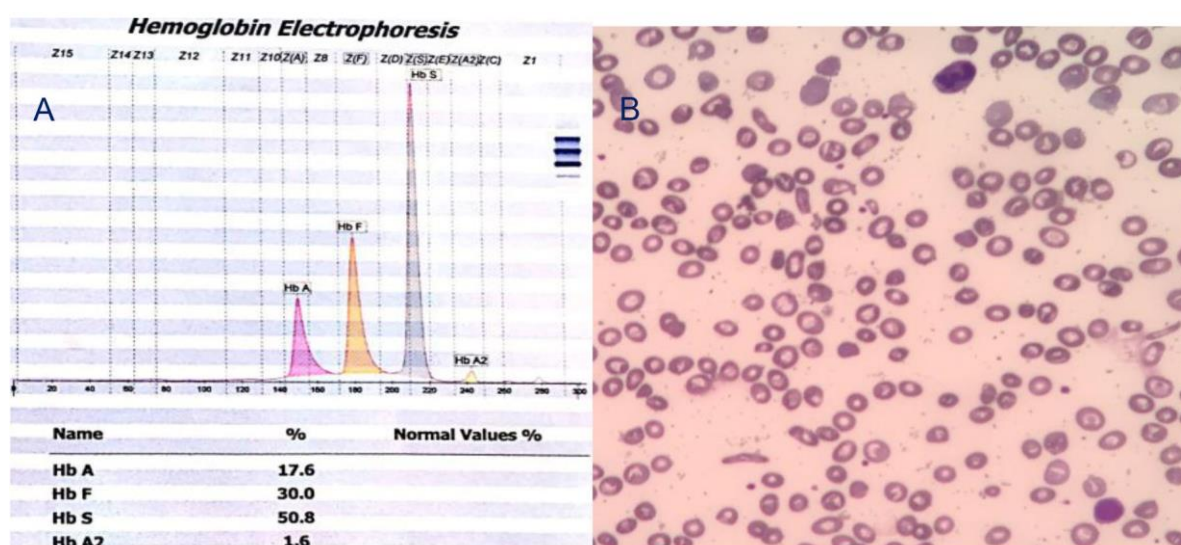 Hemoglobin Electrophoresis
Z15 Z14 Z13 Z12 Z11 Z10 Z(A) Z8 Z(F) Z(D) Z(S) Z(E) Z(A2) Z(C) Z1
Hb S
A
B
Hb F
Hb A
Hb A2
20 40 60 80 100 120 140 160 180 200 220 240 260 280 300
Name % Normal Values %
Hb A 17.6
Hb F 30.0
Hb S 50.8
Hb A2 1.6